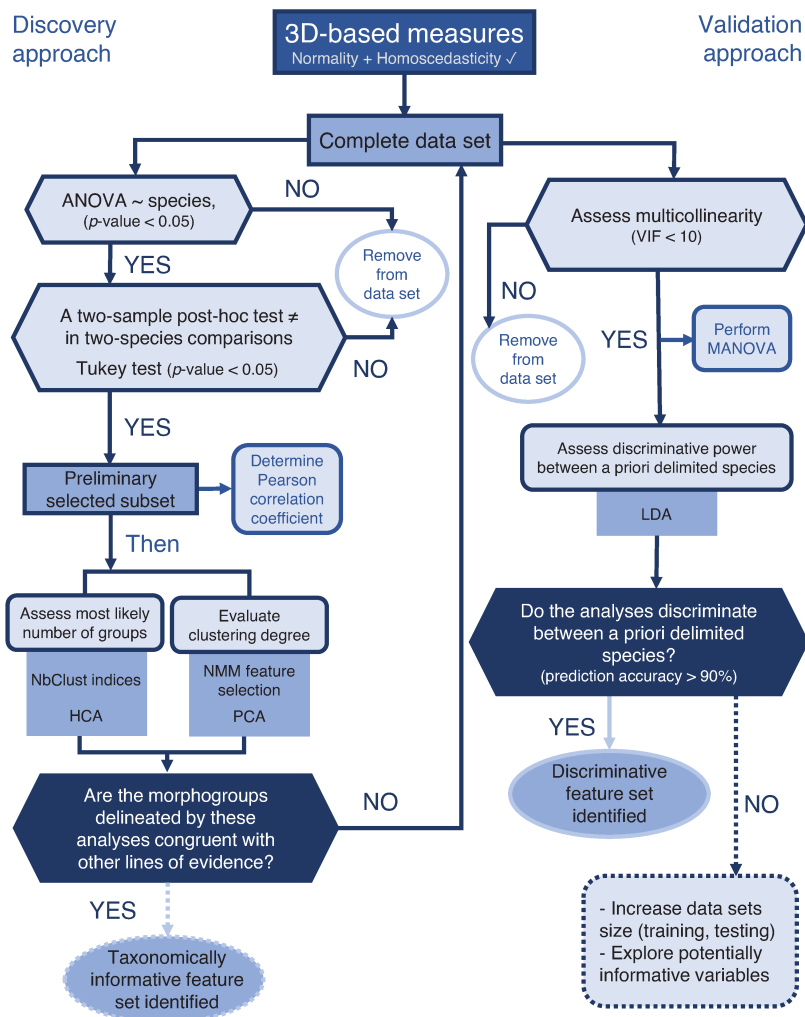 Discovery
approach
3D-based measures
Normality + Homoscedasticity ✓
Validation
approach
Complete data set
ANOVA ~ species,
(p-value < 0.05)
NO
Remove
from
data set
YES
A two-sample post-hoc test ≠
in two-species comparisons
Tukey test (p-value < 0.05)
NO
YES
Preliminary
selected subset
Determine
Pearson
correlation
coefficient
Then
Assess most likely
number of groups
NbClust indices
HCA
Evaluate
clustering degree
NMM feature
selection
PCA
Are the morphogroups
delineated by these
analyses congruent with
other lines of evidence?
NO
YES
Taxonomically
informative feature
set identified
Assess multicollinearity
(VIF < 10)
NO
Remove
from
data set
YES
Perform
MANOVA
Assess discriminative power
between a priori delimited species
LDA
Do the analyses discriminate
between a priori delimited
species?
(prediction accuracy > 90%)
YES
Discriminative
feature set
identified
NO
- Increase data sets
size (training, testing)
- Explore potentially
informative variables